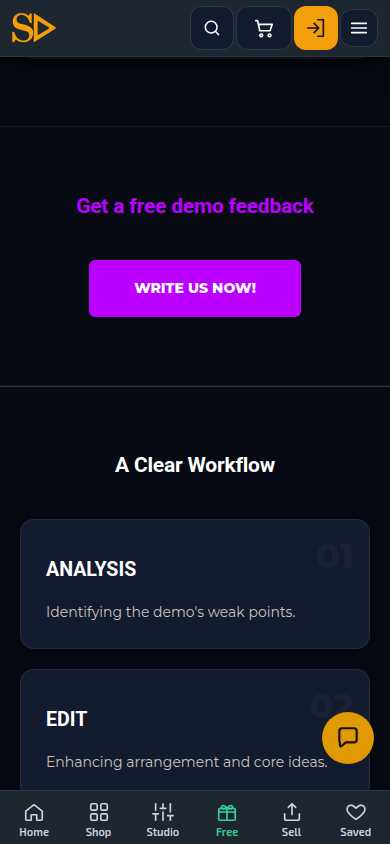 S
Get a free demo feedback
WRITE US NOW!
A Clear Workflow
01
ANALYSIS
Identifying the demo's weak points.
02
EDIT
Enhancing arrangement and core ideas.
Home Shop Studio Free Sell Saved